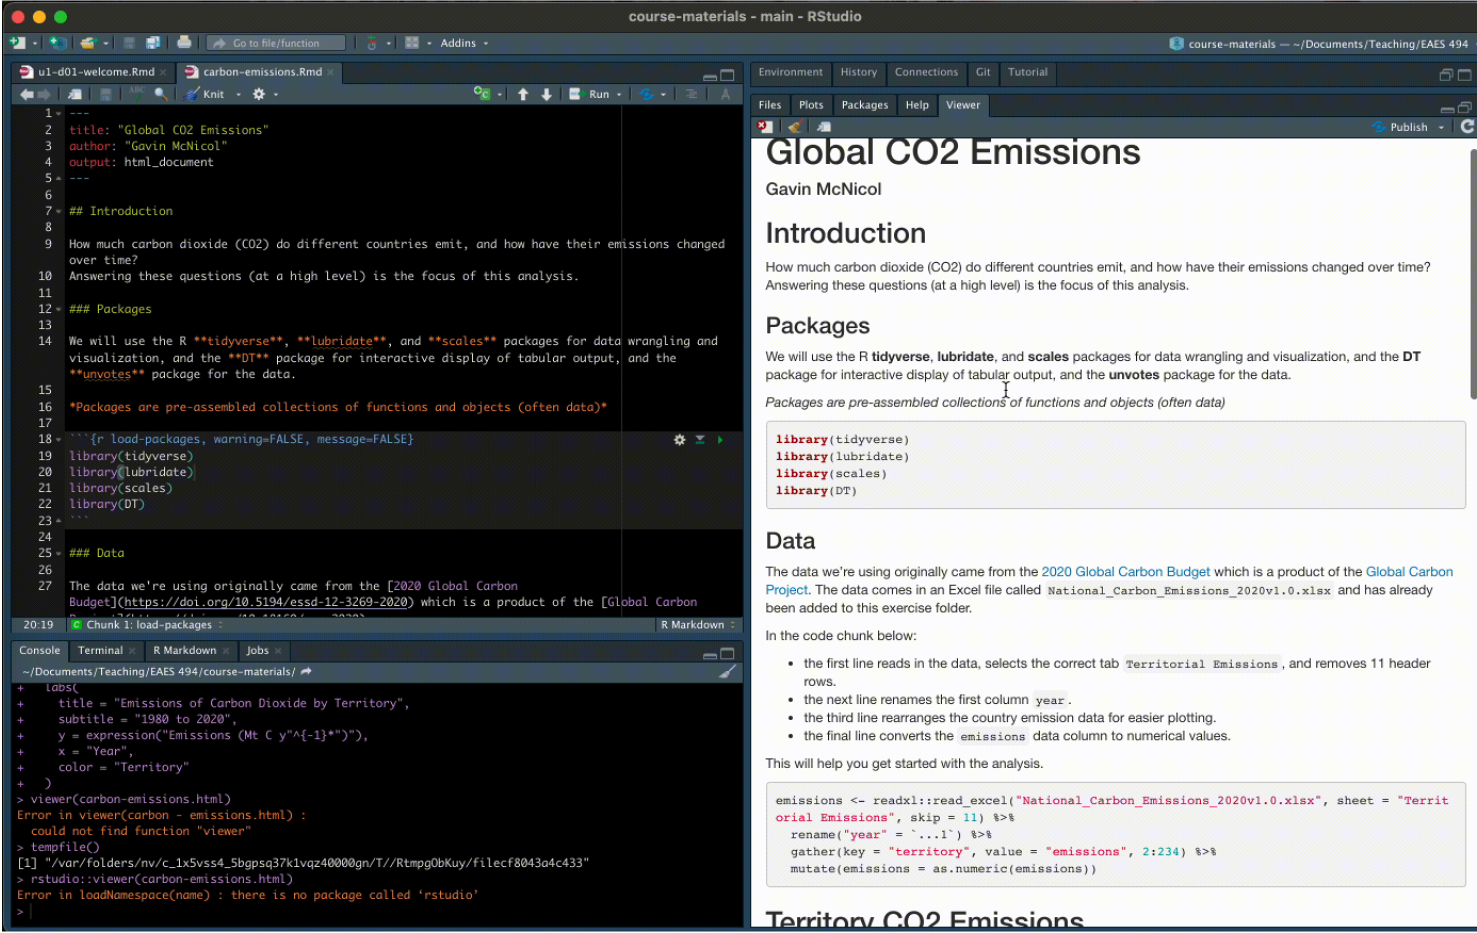 course-materials - main - RStudio
Go to file/function
Addins
course-materials — ~/Documents/Teaching/EAES 494
u1-d01-welcome.Rmd
carbon-emissions.Rmd
ABC
Knit
Run
1 ---
2 title: "Global CO2 Emissions"
3 author: "Gavin McNicol"
4 output: html_document
5 ---
6
7 ## Introduction
8
9 How much carbon dioxide (CO2) do different countries emit, and how have their emissions changed
over time?
10 Answering these questions (at a high level) is the focus of this analysis.
11
12 ### Packages
13
14 We will use the R **tidyverse**, **lubridate**, and **scales** packages for data wrangling and
visualization, and the **DT** package for interactive display of tabular output, and the
**unvotes** package for the data.
15
16 *Packages are pre-assembled collections of functions and objects (often data)*
17
18 ```{r load-packages, warning=FALSE, message=FALSE}
19 library(tidyverse)
20 library(lubridate)
21 library(scales)
22 library(DT)
23 ```
24
25 ### Data
26
27 The data we're using originally came from the [2020 Global Carbon
Budget](https://doi.org/10.5194/essd-12-3269-2020) which is a product of the [Global Carbon
20:19
Chunk 1: load-packages
R Markdown
Console
Terminal
R Markdown
Jobs
~/Documents/Teaching/EAES 494/course-materials/
+ labs(
+ title = "Emissions of Carbon Dioxide by Territory",
+ subtitle = "1980 to 2020",
+ y = expression("Emissions (Mt C y"^{-1}*")"),
+ x = "Year",
+ color = "Territory"
+ )
> viewer(carbon-emissions.html)
Error in viewer(carbon - emissions.html) :
could not find function "viewer"
> tempfile()
[1] "/var/folders/nv/c_1x5vss4_5bgpsq37k1vqz40000gn/T//RtmpgObKuy/filecf8043a4c433"
> rstudio::viewer(carbon-emissions.html)
Error in loadNamespace(name) : there is no package called ‘rstudio’
>
Environment
History
Connections
Git
Tutorial
Files
Plots
Packages
Help
Viewer
Publish
Global CO2 Emissions
Gavin McNicol
Introduction
How much carbon dioxide (CO2) do different countries emit, and how have their emissions changed over time?
Answering these questions (at a high level) is the focus of this analysis.
Packages
We will use the R tidyverse, lubridate, and scales packages for data wrangling and visualization, and the DT
package for interactive display of tabular output, and the unvotes package for the data.
Packages are pre-assembled collections of functions and objects (often data)
library(tidyverse)
library(lubridate)
library(scales)
library(DT)
Data
The data we're using originally came from the 2020 Global Carbon Budget which is a product of the Global Carbon
Project. The data comes in an Excel file called National_Carbon_Emissions_2020v1.0.xlsx and has already
been added to this exercise folder.
In the code chunk below:
• the first line reads in the data, selects the correct tab Territorial Emissions, and removes 11 header
rows.
• the next line renames the first column year.
• the third line rearranges the country emission data for easier plotting.
• the final line converts the emissions data column to numerical values.
This will help you get started with the analysis.
emissions <- readxl::read_excel("National_Carbon_Emissions_2020v1.0.xlsx", sheet = "Territ
orial Emissions", skip = 11) %>%
rename("year" = `...1`) %>%
gather(key = "territory", value = "emissions", 2:234) %>%
mutate(emissions = as.numeric(emissions))
Territory CO2 Emissions